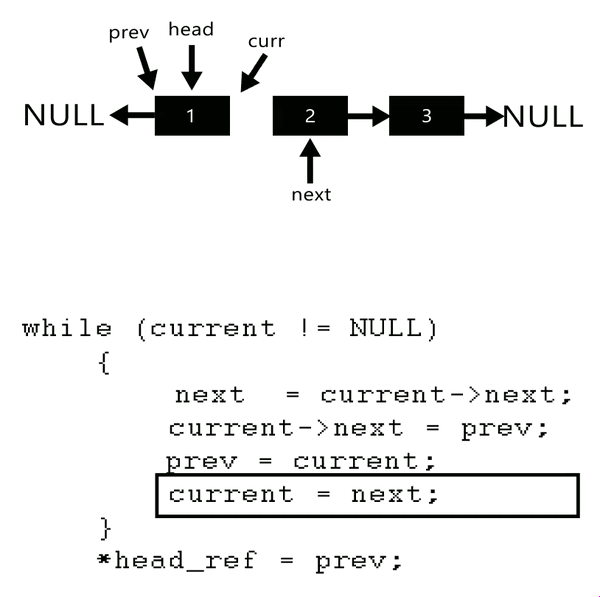 prev head curr
NULL 1 2 3 NULL
next
while (current != NULL)
{
next  = current->next;
current->next = prev;
prev = current;
current = next;
}
*head_ref = prev;